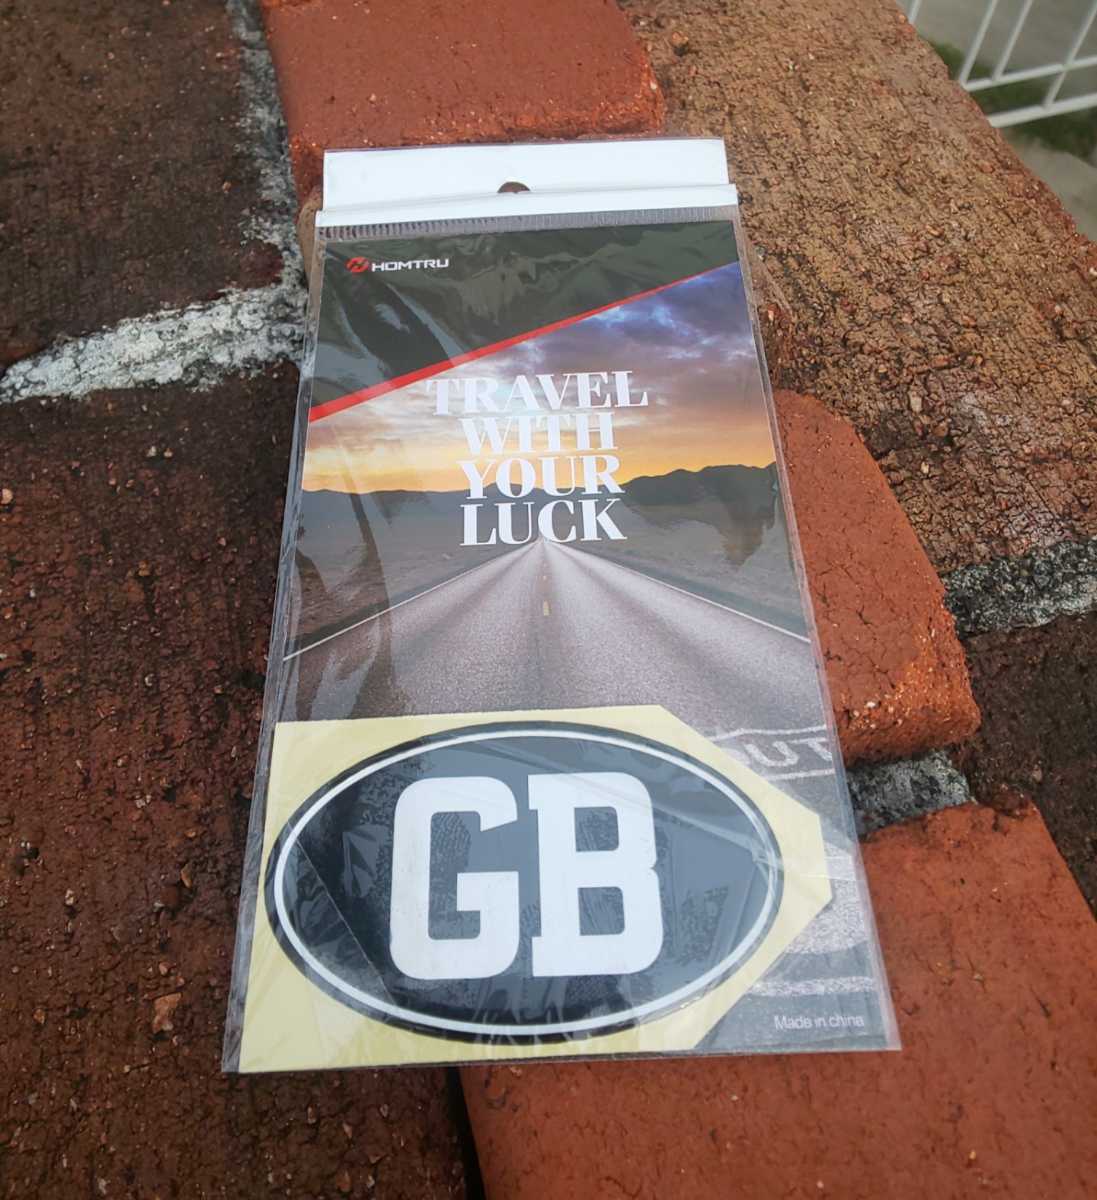 HOMTRU
TRAVEL
WITH
YOUR
LUCK
GB
Made in china